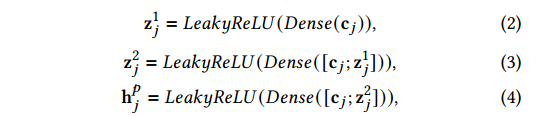 z_j^1 = LeakyReLU(Dense(c_j)), (2)
z_j^2 = LeakyReLU(Dense([c_j; z_j^1])), (3)
h_j^p = LeakyReLU(Dense([c_j; z_j^2])), (4)